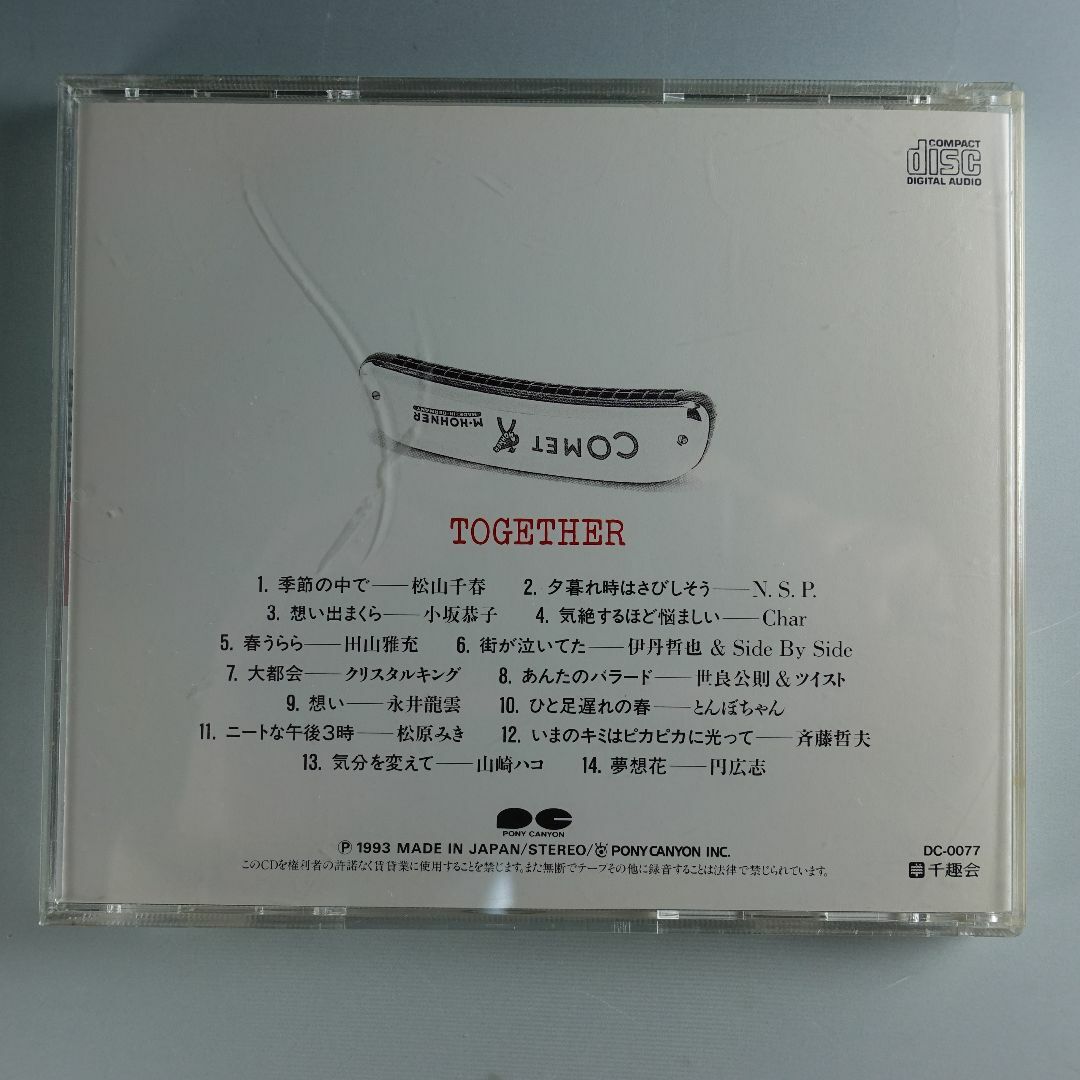 COMPACT
disc
DIGITAL AUDIO
M·HOHNER
MADE IN GERMANY
COMET
TOGETHER
1. 季節の中で——松山千春 2. 夕暮れ時はさびしそう——N. S. P.
3. 想い出まくら——小坂恭子 4. 気絶するほど悩ましい——Char
5. 春うらら——田山雅充 6. 街が泣いてた——伊丹哲也 & Side By Side
7. 大都会——クリスタルキング 8. あんたのバラード——世良公則 & ツイスト
9. 想い——永井龍雲 10. ひと足遅れの春——とんぼちゃん
11. ニートな午後3時——松原みき 12. いまのキミはピカピカに光って——斉藤哲夫
13. 気分を変えて——山崎ハコ 14. 夢想花——円広志
PONY CANYON
Ⓟ 1993 MADE IN JAPAN/STEREO/ PONY CANYON INC.
このCDを権利者の許諾なく賃貸業に使用することを禁じます。また無断でテープその他に録音することは法律で禁じられています。
DC-0077
千趣会